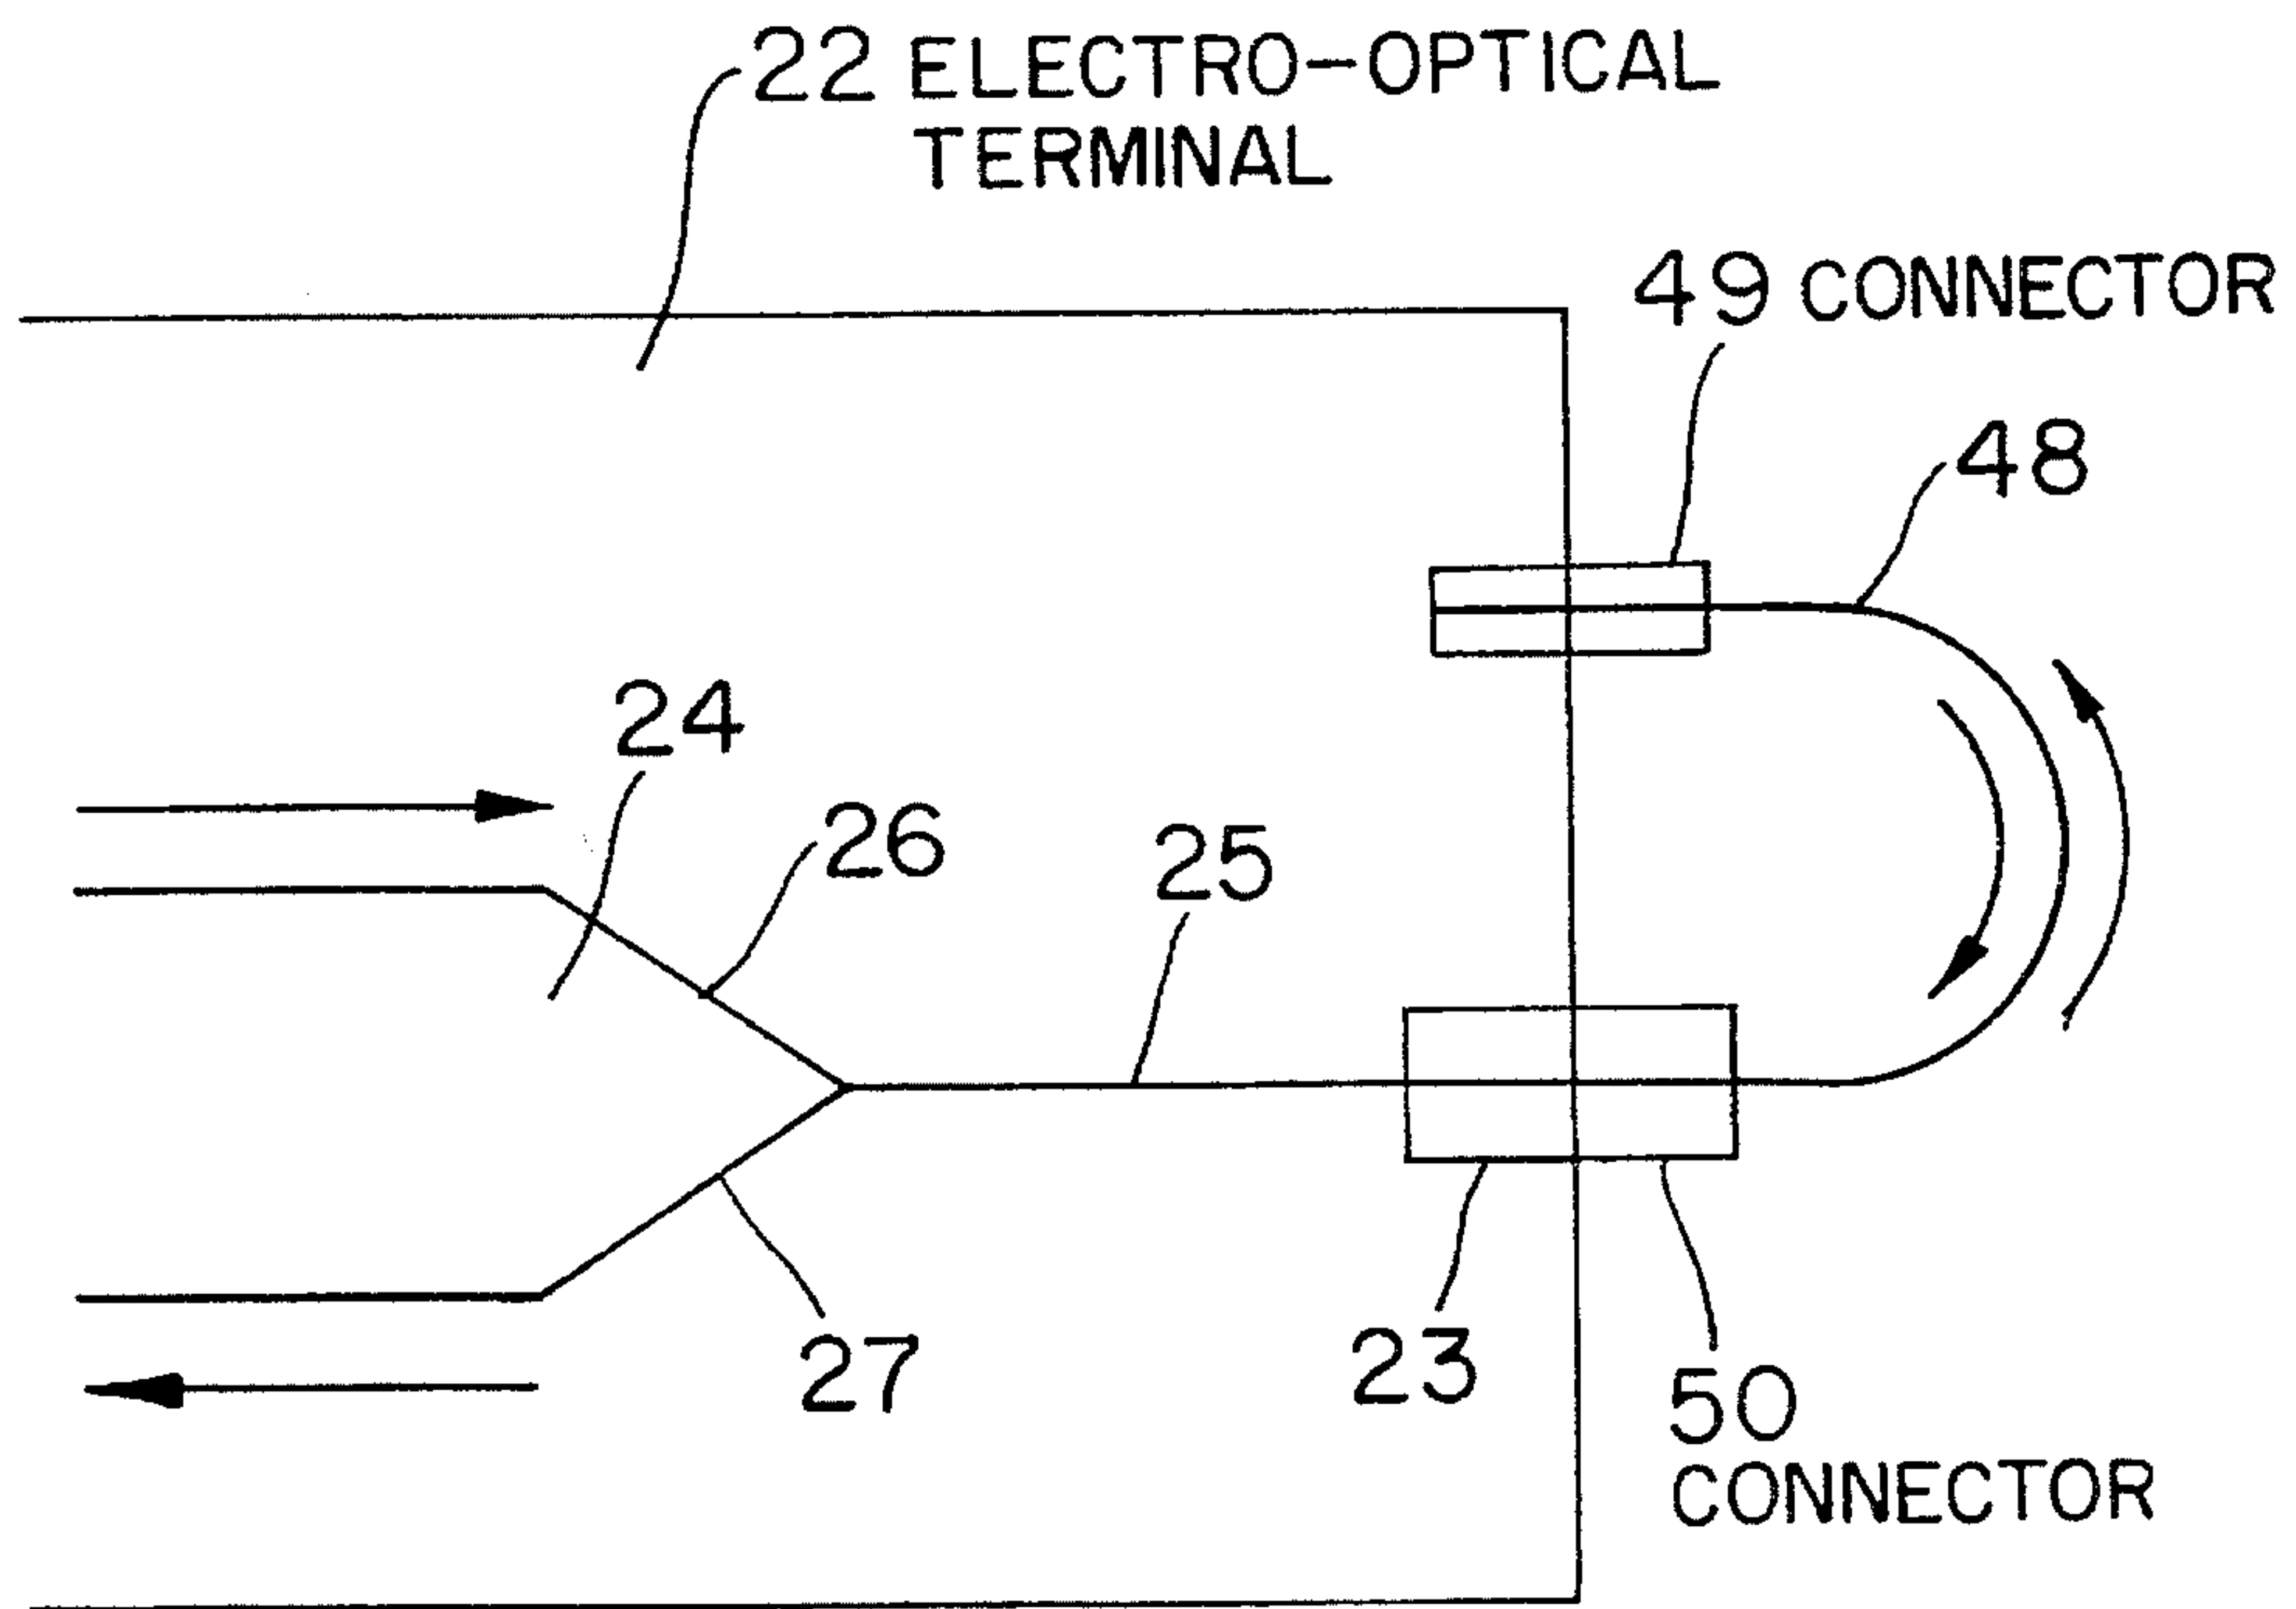 22 ELECTRO-OPTICAL
TERMINAL
49 CONNECTOR
48
24
26
25
27
23
50
CONNECTOR